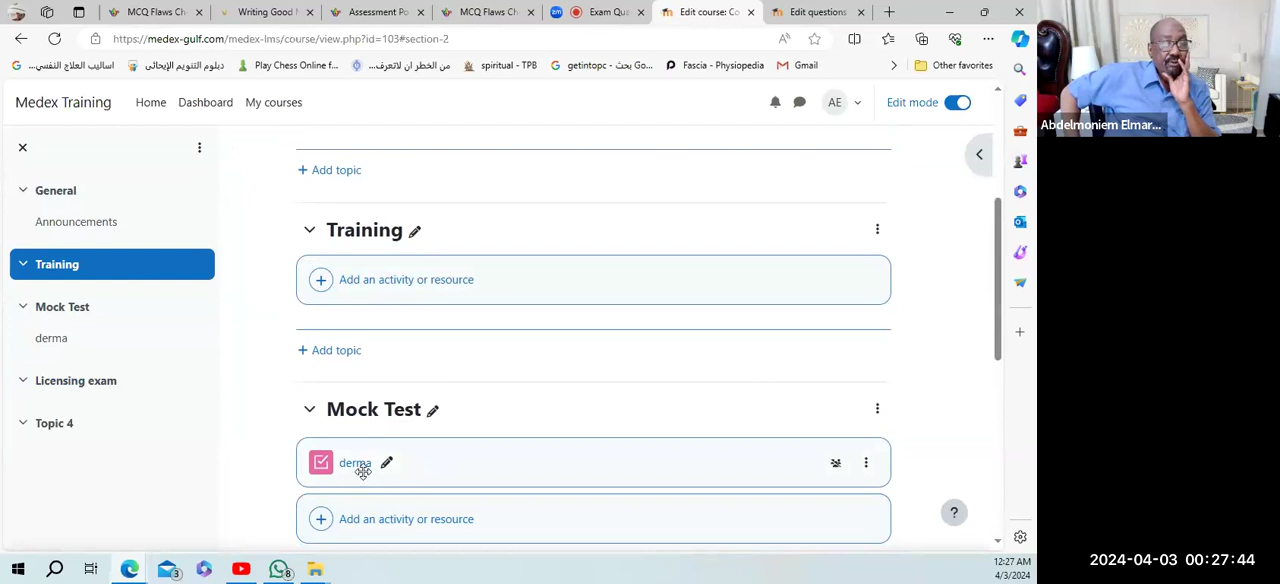 MCQ Flaws Ch
Writing Good
Assessment Po
MCQ Flaws Ch
Exam Qu
Edit course: Co
Edit questions
https://medex-gulf.com/medex-lms/course/view.php?id=103#section-2
اساليب العلاج النفسي...
دبلوم التنويم الإيحائي
Play Chess Online f...
من الخطر ان لاتعرف...
spiritual - TPB
getintopc - بحث Go...
Fascia - Physiopedia
Gmail
Other favorites
Medex Training
Home
Dashboard
My courses
AE
Edit mode
General
Announcements
Training
Mock Test
derma
Licensing exam
Topic 4
Add topic
Training
Add an activity or resource
Add topic
Mock Test
derma
Add an activity or resource
?
Abdelmoniem Elmar...
3
8
12:27 AM
4/3/2024
2024-04-03 00:27:44